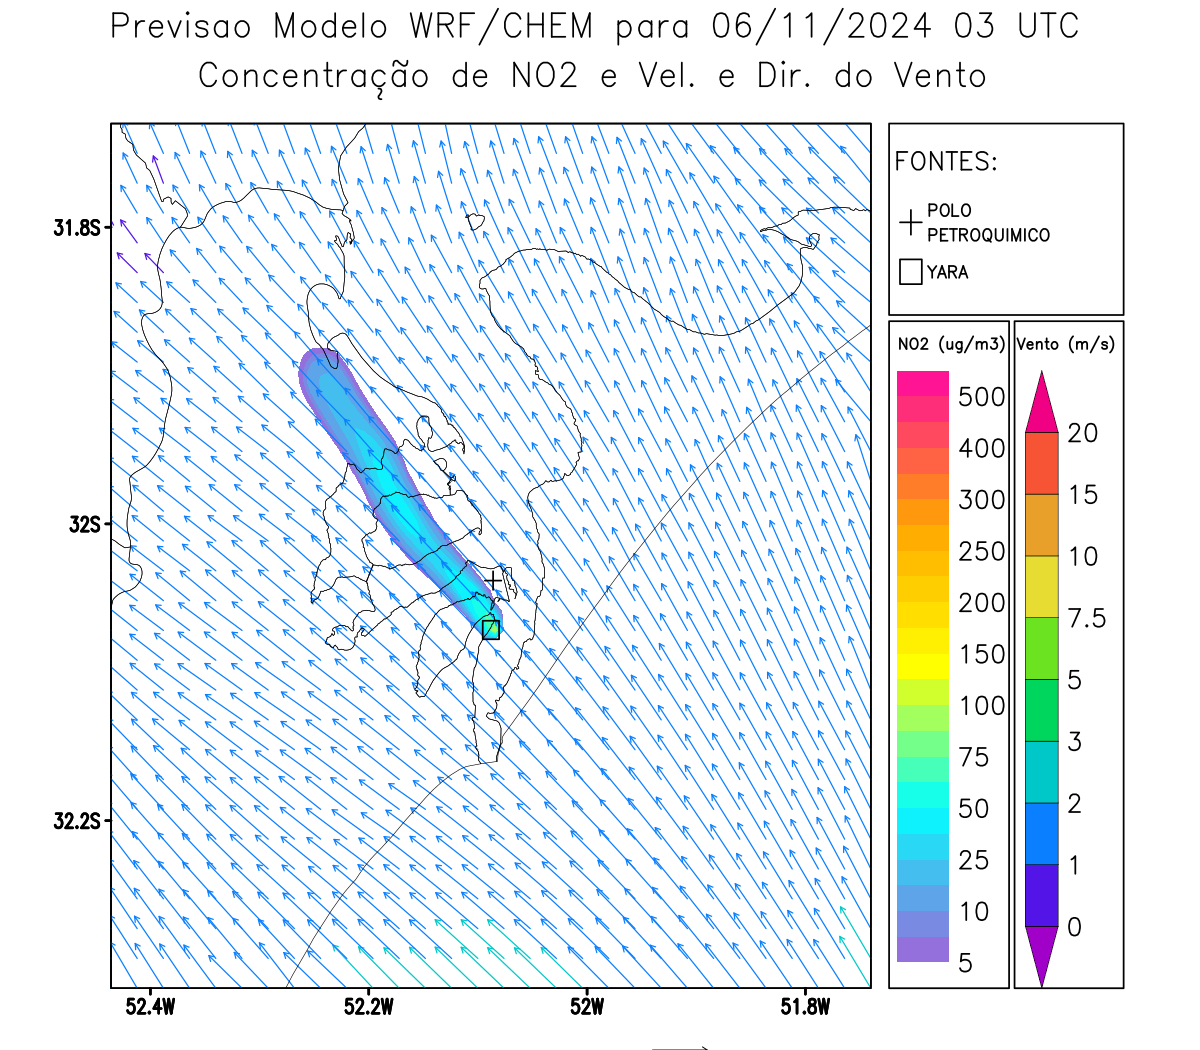 Previsao Modelo WRF/CHEM para 06/11/2024 03 UTC
Concentração de NO2 e Vel. e Dir. do Vento
FONTES:
POLO
PETROQUIMICO
YARA
31.8S
32S
32.2S
52.4W
52.2W
52W
51.8W
NO2 (ug/m3)
500
400
300
250
200
150
100
75
50
25
10
5
Vento (m/s)
20
15
10
7.5
5
3
2
1
0